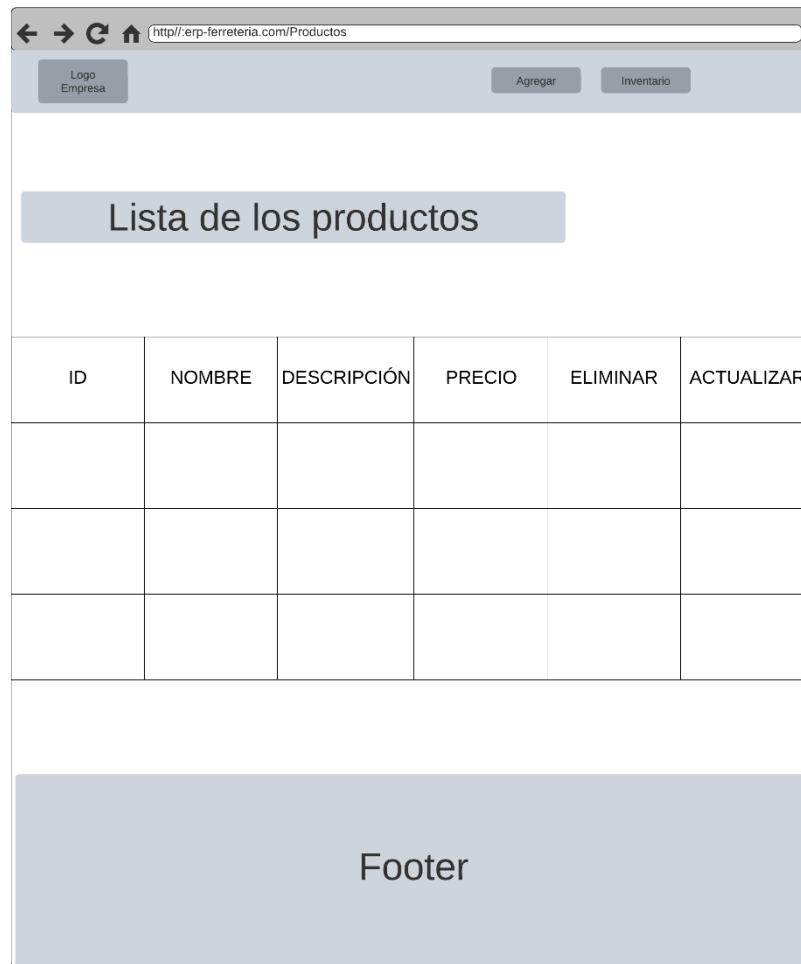 http//:erp-ferreteria.com/Productos
Logo
Empresa
Agregar
Inventario
Lista de los productos
ID NOMBRE DESCRIPCIÓN PRECIO ELIMINAR ACTUALIZAR
Footer